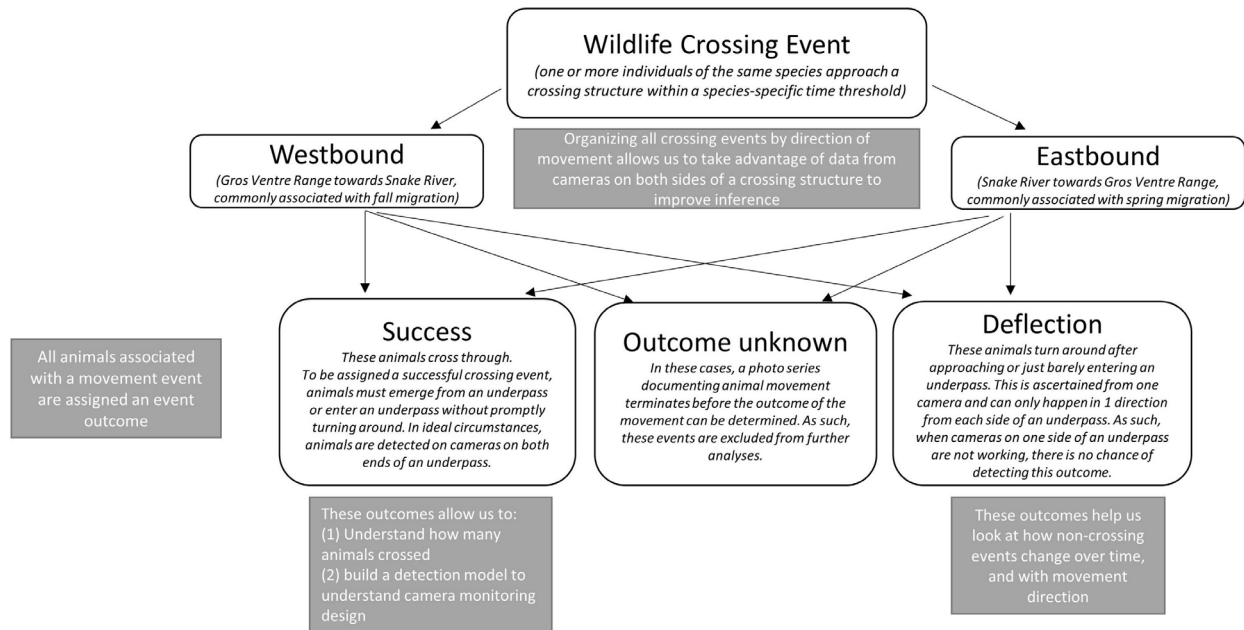 Wildlife Crossing Event
(one or more individuals of the same species approach a
crossing structure within a species-specific time threshold)
Westbound
(Gros Ventre Range towards Snake River,
commonly associated with fall migration)
Organizing all crossing events by direction of
movement allows us to take advantage of data from
cameras on both sides of a crossing structure to
improve inference
Eastbound
(Snake River towards Gros Ventre Range,
commonly associated with spring migration)
All animals associated
with a movement event
are assigned an event
outcome
Success
These animals cross through.
To be assigned a successful crossing event,
animals must emerge from an underpass
or enter an underpass without promptly
turning around. In ideal circumstances,
animals are detected on cameras on both
ends of an underpass.
Outcome unknown
In these cases, a photo series
documenting animal movement
terminates before the outcome of the
movement can be determined. As such,
these events are excluded from further
analyses.
Deflection
These animals turn around after
approaching or just barely entering an
underpass. This is ascertained from one
camera and can only happen in 1 direction
from each side of an underpass. As such,
when cameras on one side of an underpass
are not working, there is no chance of
detecting this outcome.
These outcomes allow us to:
(1) Understand how many
animals crossed
(2) build a detection model to
understand camera monitoring
design
These outcomes help us
look at how non-crossing
events change over time,
and with movement
direction